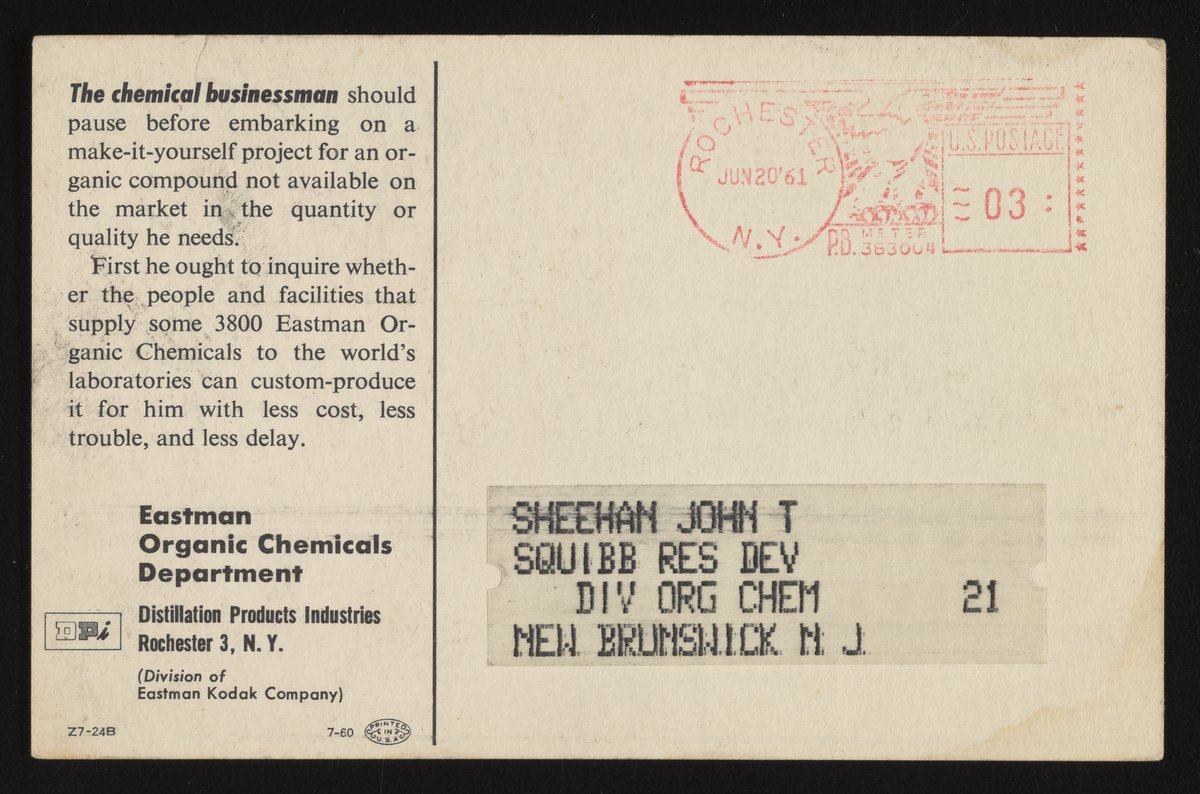 The chemical businessman should
pause before embarking on a
make-it-yourself project for an or-
ganic compound not available on
the market in the quantity or
quality he needs.
First he ought to inquire wheth-
er the people and facilities that
supply some 3800 Eastman Or-
ganic Chemicals to the world's
laboratories can custom-produce
it for him with less cost, less
trouble, and less delay.
Eastman
Organic Chemicals
Department
DPi
Distillation Products Industries
Rochester 3, N. Y.
(Division of
Eastman Kodak Company)
Z7-24B
7-60
PRINTED
IN
U.S.A.
ROCHESTER
JUN20'61
N.Y.
U.S.POSTAGE
03
P.B. METER
383004
SHEEHAN JOHN T
SQUIBB RES DEV
DIV ORG CHEM 21
NEW BRUNSWICK N J